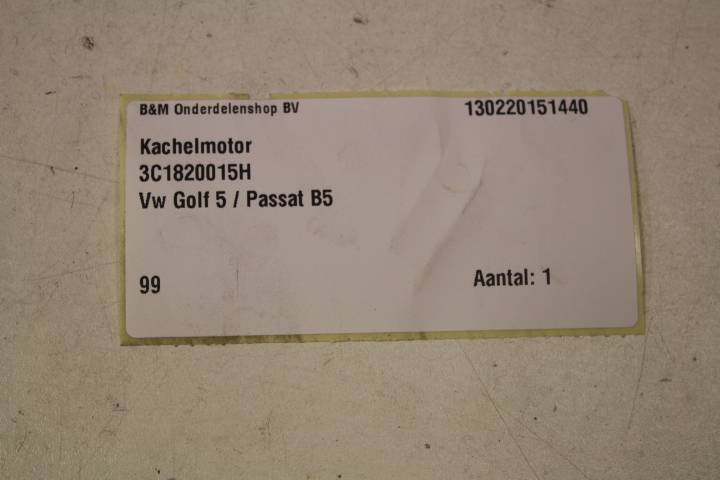 B&M Onderdelenshop BV 130220151440
Kachelmotor
3C1820015H
Vw Golf 5 / Passat B5
99 Aantal: 1